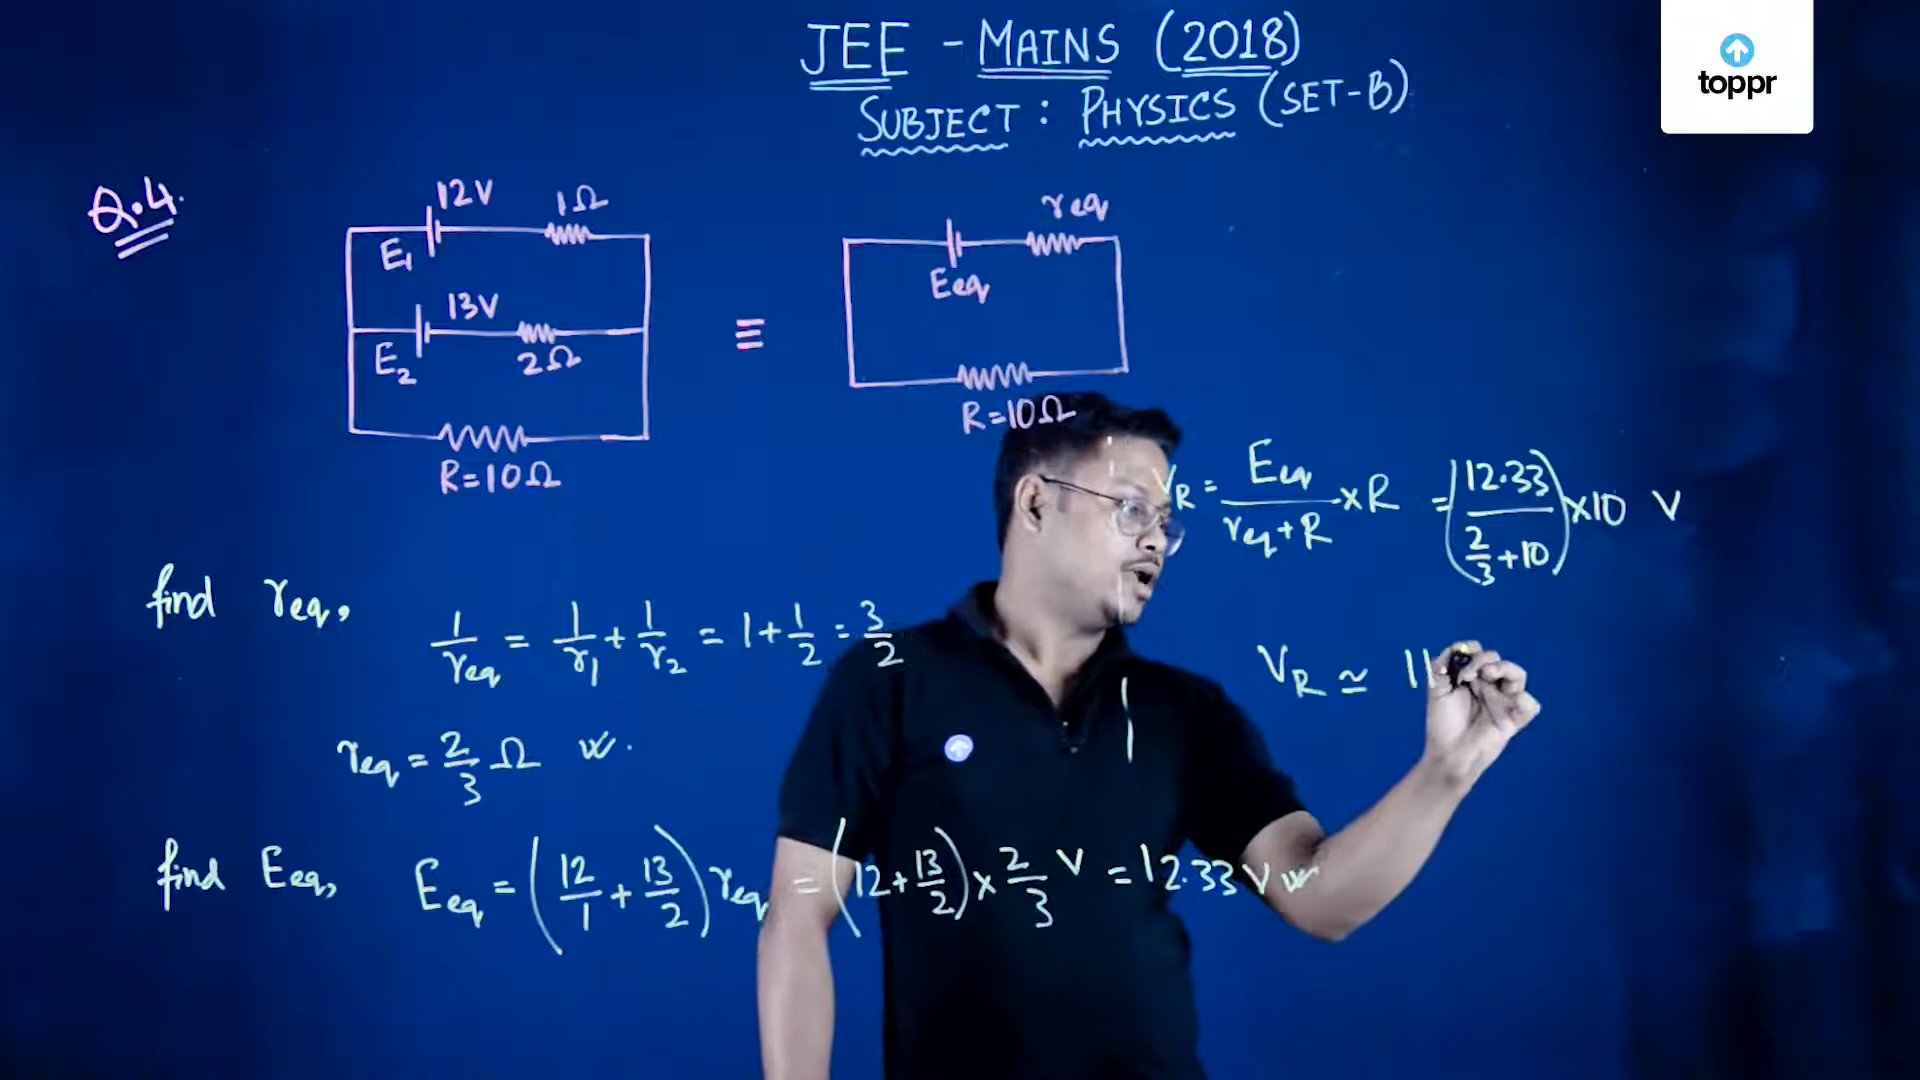 JEE - MAINS (2018)
SUBJECT : PHYSICS (SET-B)
toppr
Q.4.
12V
1Ω
E₁
13V
E₂
2Ω
R=10Ω
≡
req
Eeq
R=10Ω
VR = Eeq/(req+R) ×R = (12.33/(2/3+10))×10 V
find req,
1/req = 1/r₁ + 1/r₂ = 1+1/2 = 3/2
VR ≃ 11.
req = 2/3 Ω
find Eeq, Eeq = (12/1 + 13/2) req = (12+13/2)×2/3 V = 12.33 V